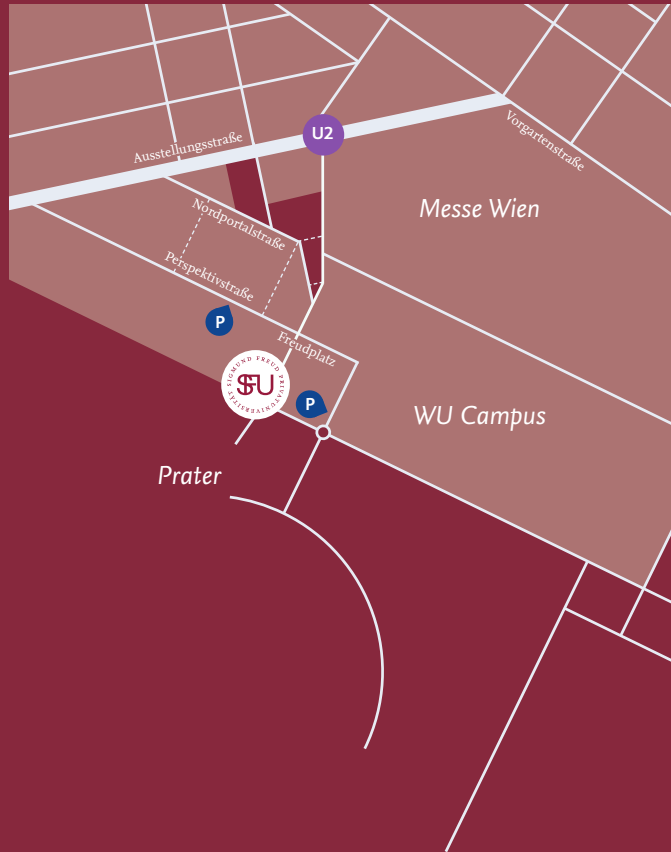 U2
Ausstellungsstraße
Vorgartenstraße
Messe Wien
Nordportalstraße
Perspektivstraße
P
Freudplatz
SIGMUND FREUD PRIVATUNIVERSITÄT
SFU
P
WU Campus
Prater